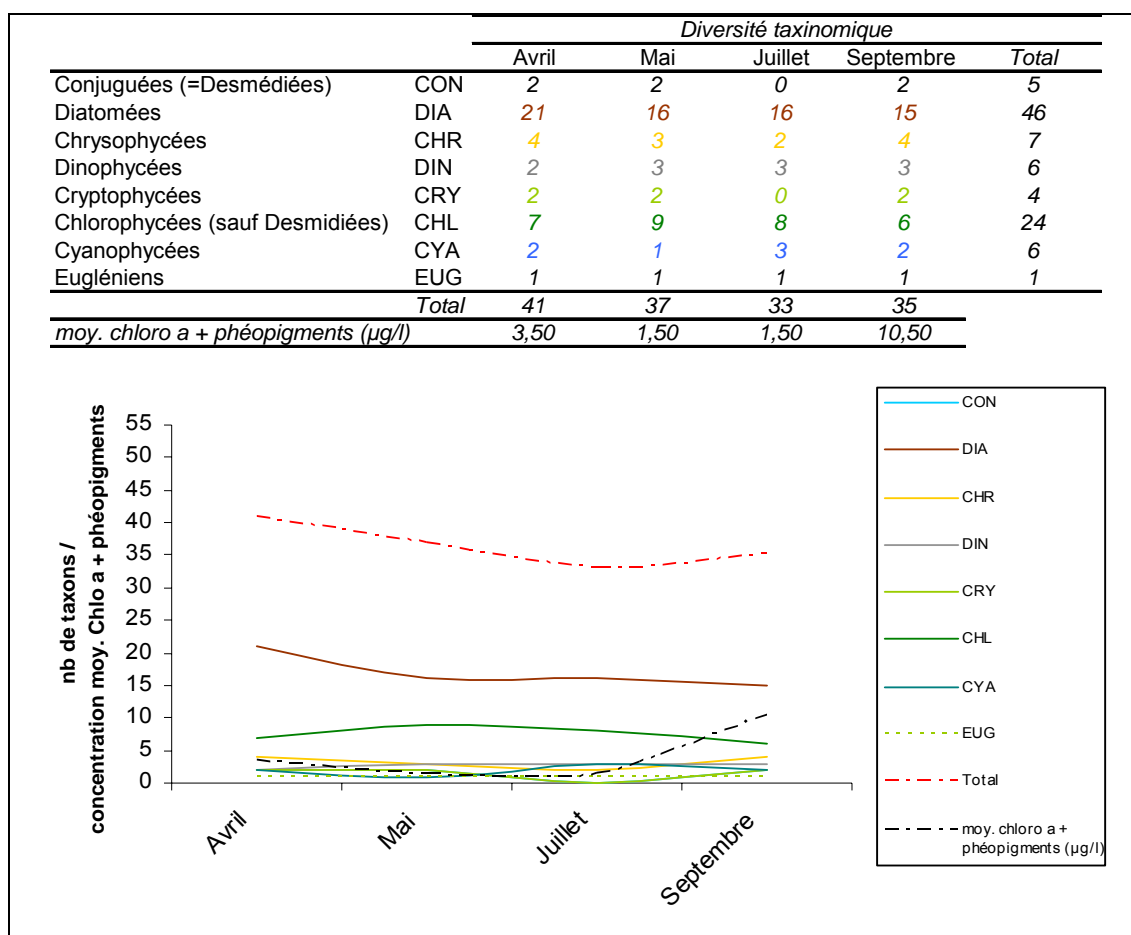 Diversité taxinomique
Avril Mai Juillet Septembre Total
Conjuguées (=Desmédiées) CON 2 2 0 2 5
Diatomées DIA 21 16 16 15 46
Chrysophycées CHR 4 3 2 4 7
Dinophycées DIN 2 3 3 3 6
Cryptophycées CRY 2 2 0 2 4
Chlorophycées (sauf Desmidiées) CHL 7 9 8 6 24
Cyanophycées CYA 2 1 3 2 6
Eugléniens EUG 1 1 1 1 1
Total 41 37 33 35
moy. chloro a + phéopigments (µg/l) 3,50 1,50 1,50 10,50
nb de taxons /
concentration moy. Chlo a + phéopigments
55
50
45
40
35
30
25
20
15
10
5
0
Avril
Mai
Juillet
Septembre
CON
DIA
CHR
DIN
CRY
CHL
CYA
EUG
Total
moy. chloro a +
phéopigments (µg/l)